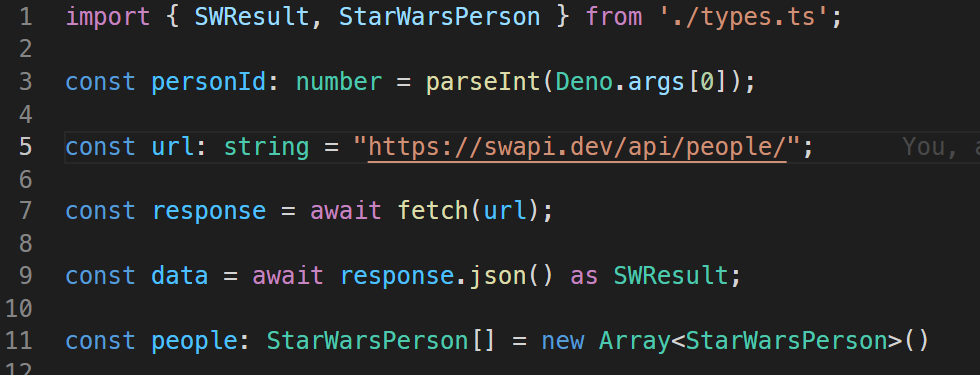 1 import { SWResult, StarWarsPerson } from './types.ts';
2
3 const personId: number = parseInt(Deno.args[0]);
4
5 const url: string = "https://swapi.dev/api/people/"; You, a
6
7 const response = await fetch(url);
8
9 const data = await response.json() as SWResult;
10
11 const people: StarWarsPerson[] = new Array<StarWarsPerson>()
12